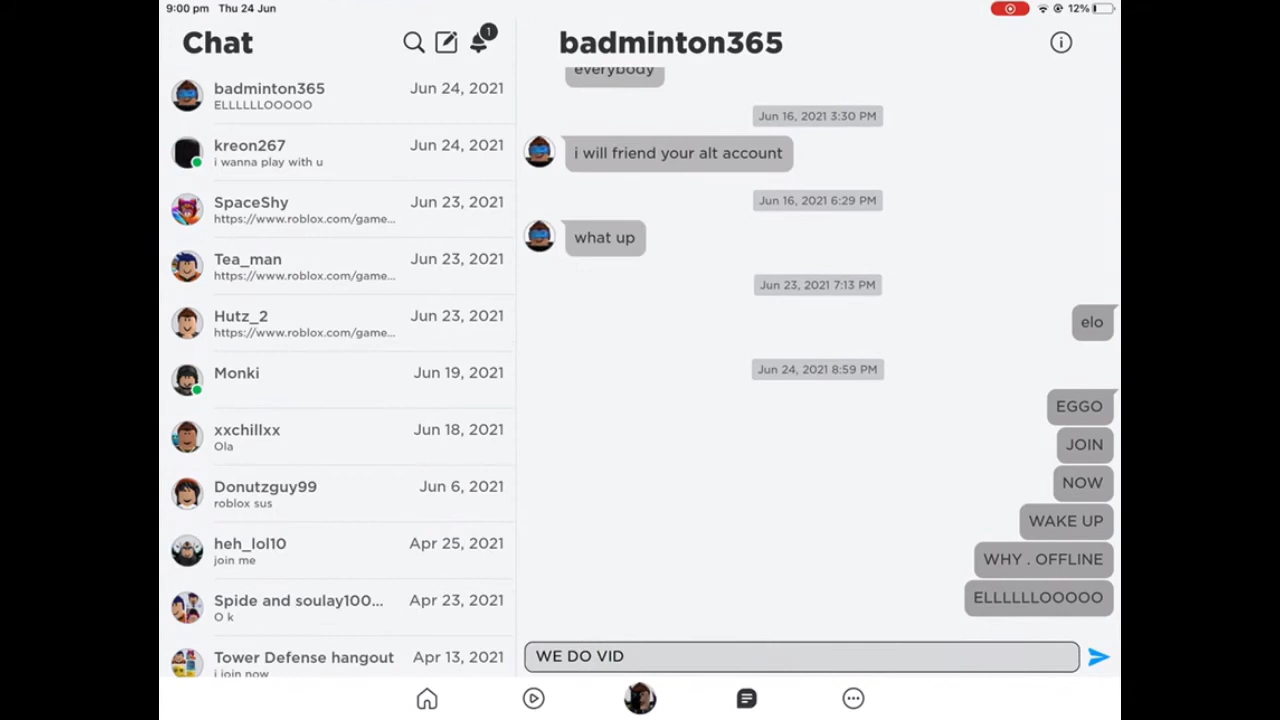 9:00 pm Thu 24 Jun
12%
Chat
1
badminton365
Jun 24, 2021
ELLLLLLOOOOO
kreon267
Jun 24, 2021
i wanna play with u
SpaceShy
Jun 23, 2021
https://www.roblox.com/game...
Tea_man
Jun 23, 2021
https://www.roblox.com/game...
Hutz_2
Jun 23, 2021
https://www.roblox.com/game...
Monki
Jun 19, 2021
xxchillxx
Jun 18, 2021
Ola
Donutzguy99
Jun 6, 2021
roblox sus
heh_lol10
Apr 25, 2021
join me
Spide and soulay100...
Apr 23, 2021
O k
Tower Defense hangout
Apr 13, 2021
i join now
badminton365
everybody
Jun 16, 2021 3:30 PM
i will friend your alt account
Jun 16, 2021 6:29 PM
what up
Jun 23, 2021 7:13 PM
elo
Jun 24, 2021 8:59 PM
EGGO
JOIN
NOW
WAKE UP
WHY . OFFLINE
ELLLLLLOOOOO
WE DO VID